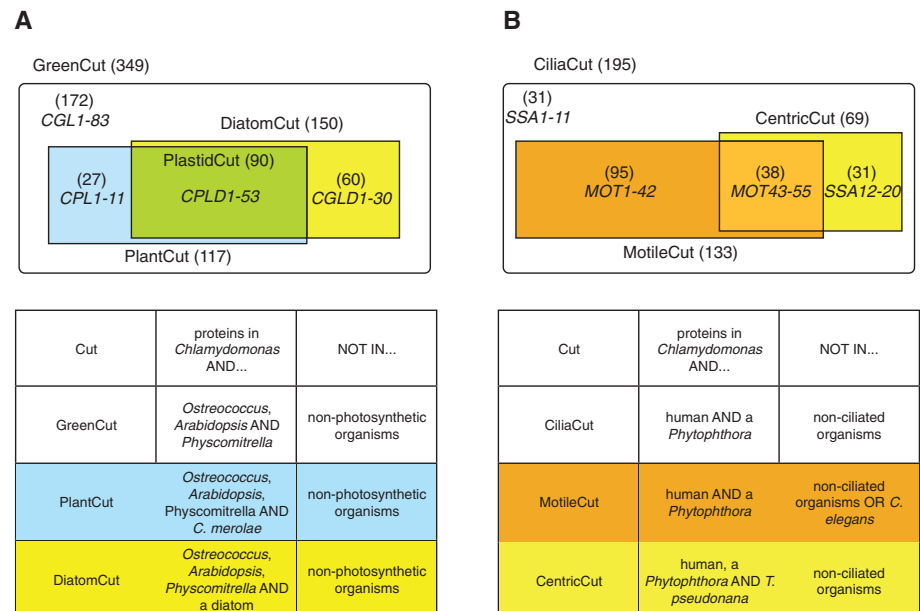 A
GreenCut (349)
(172)
CGL1-83
DiatomCut (150)
PlastidCut (90)
(27)
CPL1-11
CPLD1-53
(60)
CGLD1-30
PlantCut (117)
B
CiliaCut (195)
(31)
SSA1-11
CentricCut (69)
(95)
MOT1-42
(38)
MOT43-55
(31)
SSA12-20
MotileCut (133)
Cut
proteins in
Chlamydomonas
AND...
NOT IN...
GreenCut
Ostreococcus,
Arabidopsis AND
Physcomitrella
non-photosynthetic
organisms
PlantCut
Ostreococcus,
Arabidopsis,
Physcomitrella AND
C. merolae
non-photosynthetic
organisms
DiatomCut
Ostreococcus,
Arabidopsis,
Physcomitrella AND
a diatom
non-photosynthetic
organisms
Cut
proteins in
Chlamydomonas
AND...
NOT IN...
CiliaCut
human AND a
Phytophthora
non-ciliated
organisms
MotileCut
human AND a
Phytophthora
non-ciliated
organisms OR C.
elegans
CentricCut
human, a
Phytophthora AND T.
pseudonana
non-ciliated
organisms